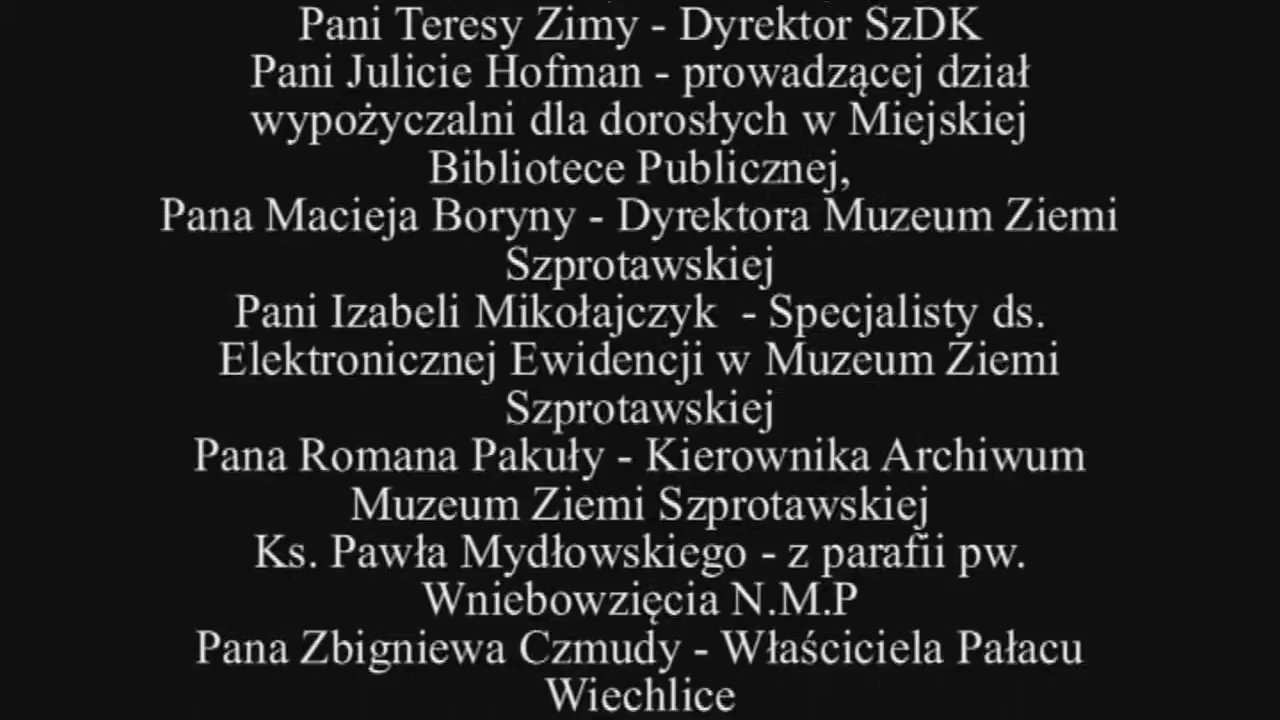 Pani Teresy Zimy - Dyrektor SzDK
Pani Julicie Hofman - prowadzącej dział
wypożyczalni dla dorosłych w Miejskiej
Bibliotece Publicznej,
Pana Macieja Boryny - Dyrektora Muzeum Ziemi
Szprotawskiej
Pani Izabeli Mikołajczyk  - Specjalisty ds.
Elektronicznej Ewidencji w Muzeum Ziemi
Szprotawskiej
Pana Romana Pakuły - Kierownika Archiwum
Muzeum Ziemi Szprotawskiej
Ks. Pawła Mydłowskiego - z parafii pw.
Wniebowzięcia N.M.P
Pana Zbigniewa Czmudy - Właściciela Pałacu
Wiechlice